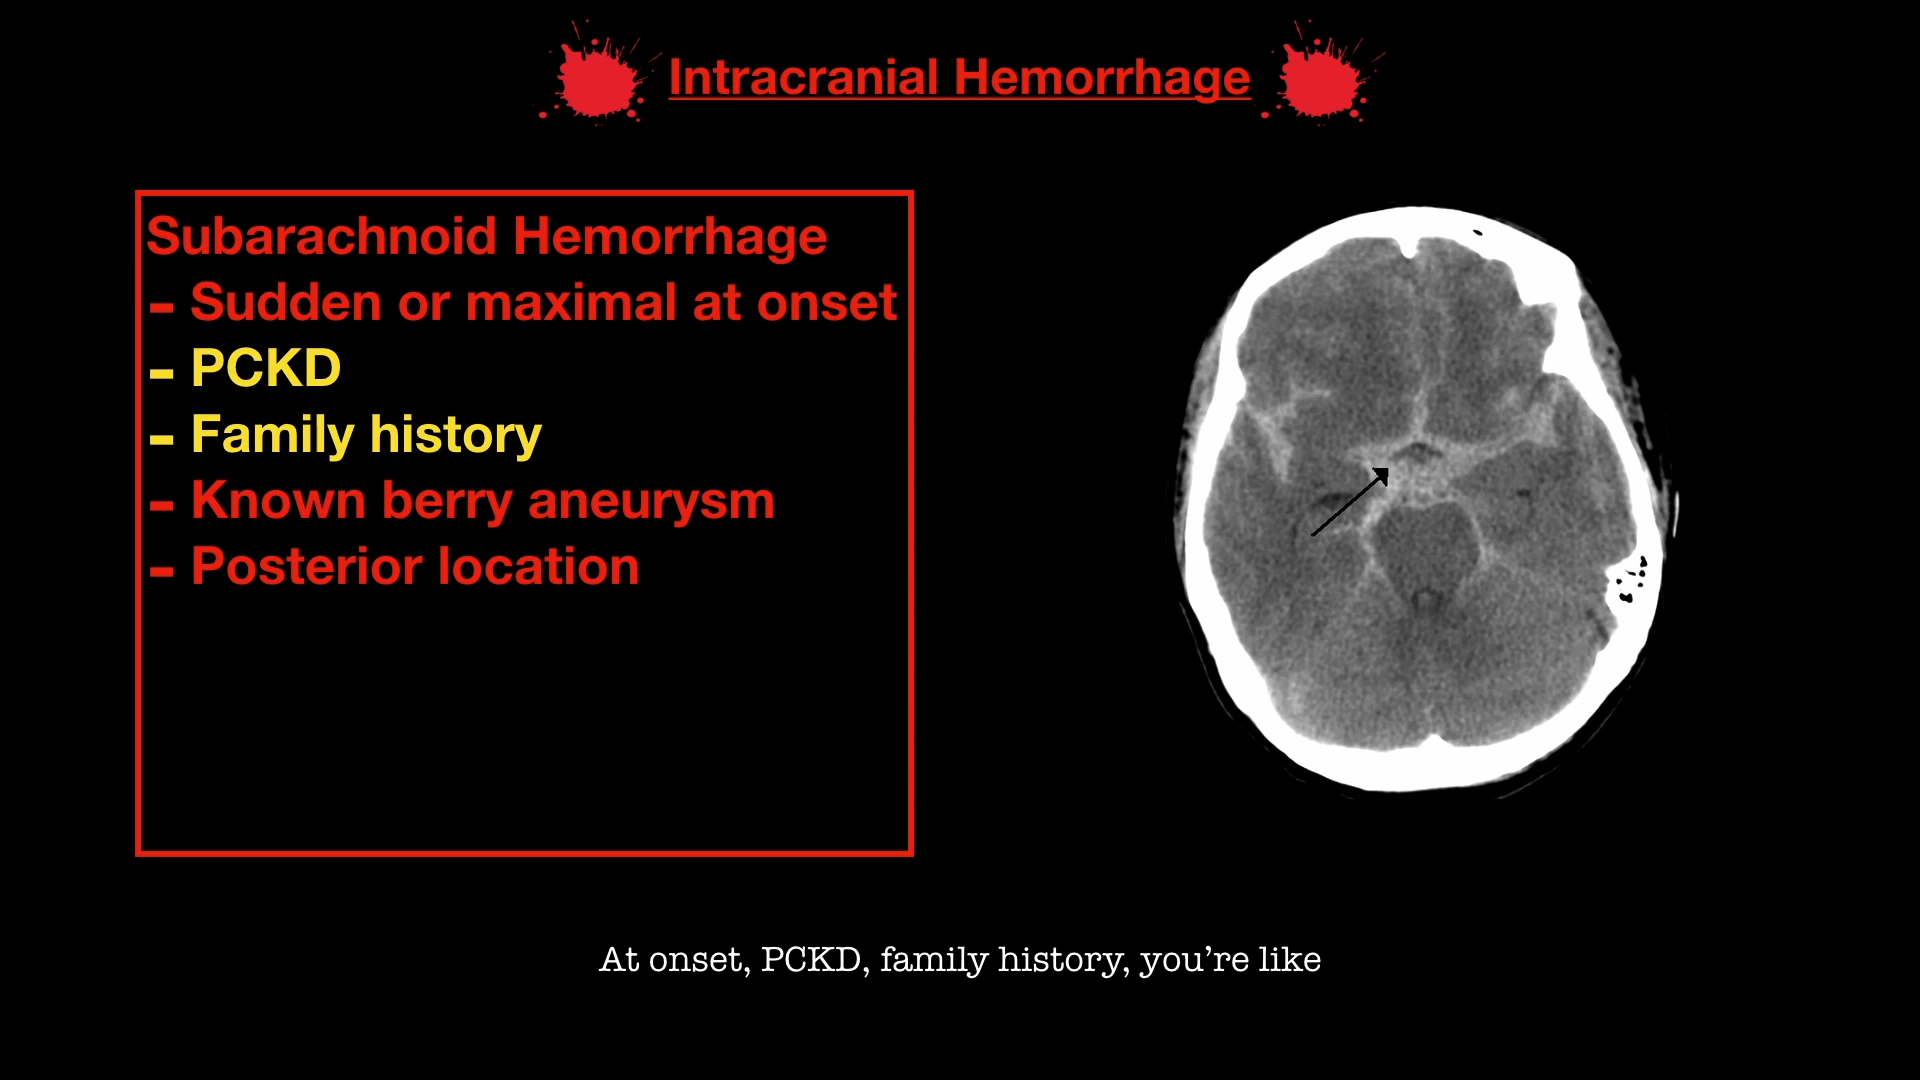 Intracranial Hemorrhage
Subarachnoid Hemorrhage
- Sudden or maximal at onset
- PCKD
- Family history
- Known berry aneurysm
- Posterior location
At onset, PCKD, family history, you’re like